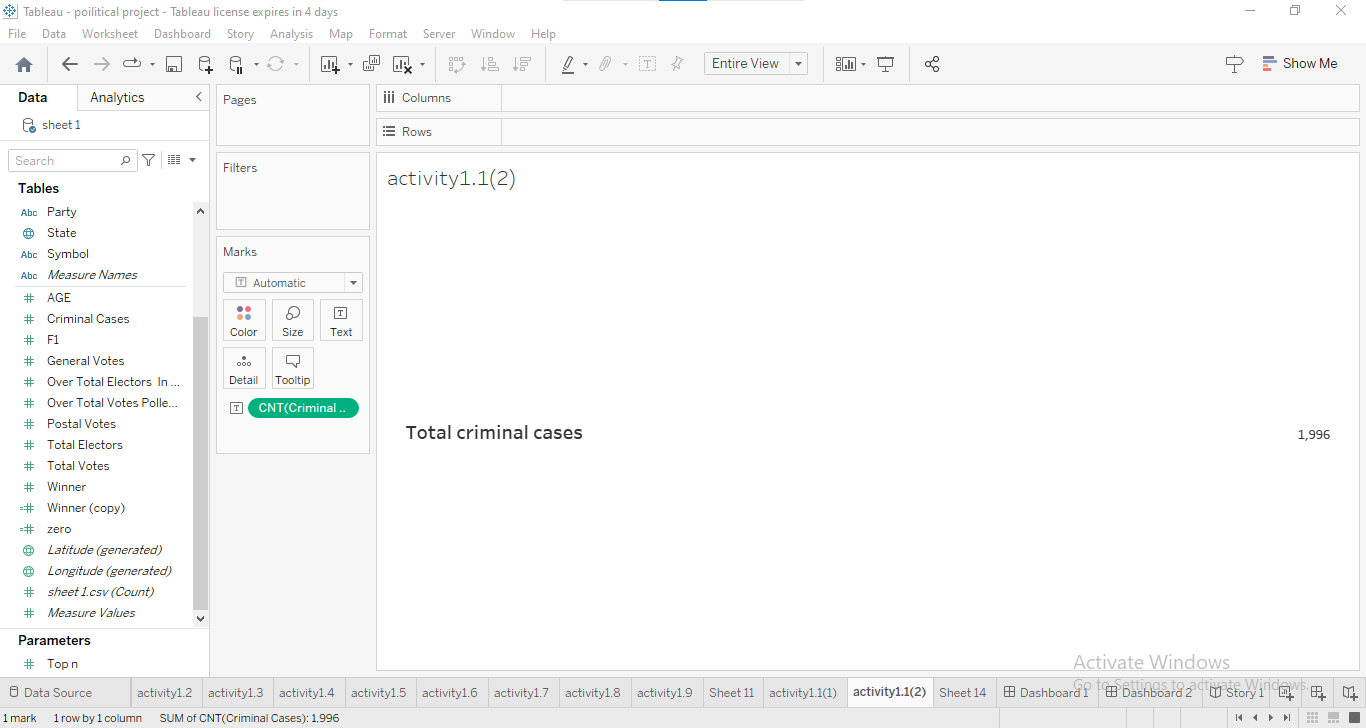 Tableau - poilitical project - Tableau license expires in 4 days
File Data Worksheet Dashboard Story Analysis Map Format Server Window Help
Entire View
Show Me
Data Analytics
sheet 1
Search
Tables
Abc Party
State
Abc Symbol
Abc Measure Names
# AGE
# Criminal Cases
# F1
# General Votes
# Over Total Electors In ...
# Over Total Votes Polle...
# Postal Votes
# Total Electors
# Total Votes
# Winner
=# Winner (copy)
=# zero
Latitude (generated)
Longitude (generated)
# sheet 1.csv (Count)
# Measure Values
Parameters
# Top n
Pages
Filters
Marks
T Automatic
Color Size Text
Detail Tooltip
T CNT(Criminal ..
Columns
Rows
activity1.1(2)
Total criminal cases 1,996
Activate Windows
Go to Settings to activate Windows.
Data Source activity1.2 activity1.3 activity1.4 activity1.5 activity1.6 activity1.7 activity1.8 activity1.9 Sheet 11 activity1.1(1) activity1.1(2) Sheet 14 Dashboard 1 Dashboard 2 Story 1
1 mark 1 row by 1 column SUM of CNT(Criminal Cases): 1,996